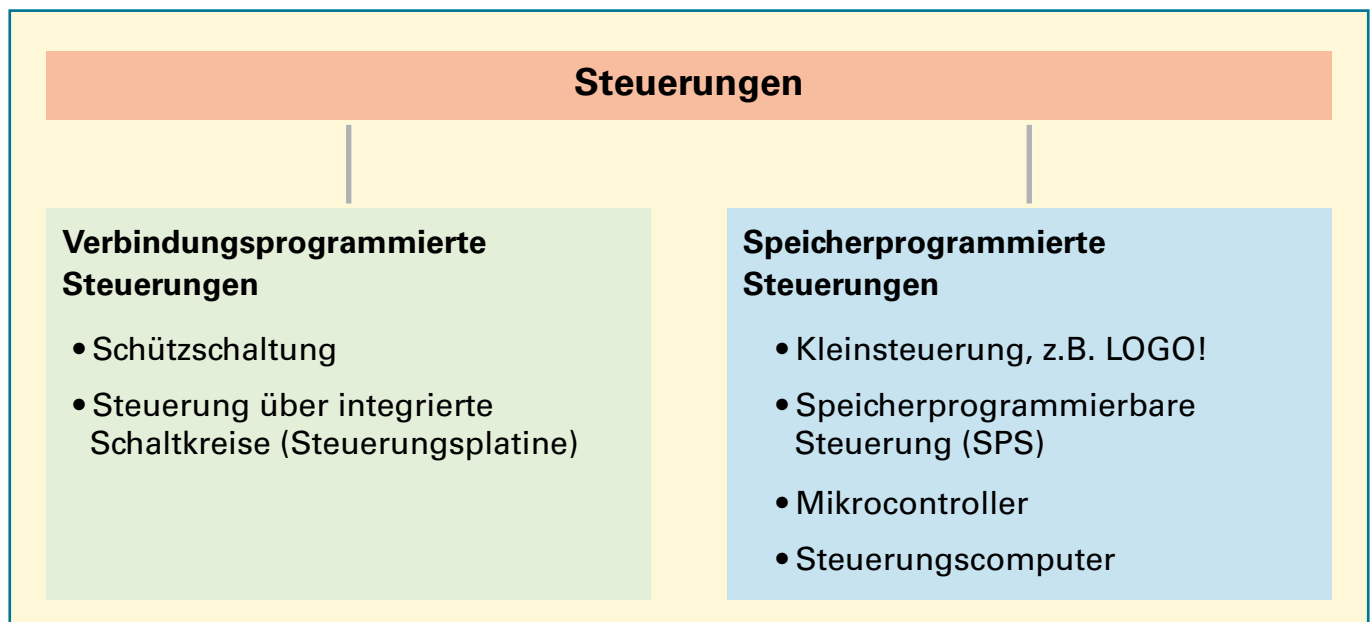 Steuerungen
Verbindungsprogrammierte
Steuerungen
• Schützschaltung
• Steuerung über integrierte
Schaltkreise (Steuerungsplatine)
Speicherprogrammierte
Steuerungen
• Kleinsteuerung, z.B. LOGO!
• Speicherprogrammierbare
Steuerung (SPS)
• Mikrocontroller
• Steuerungscomputer